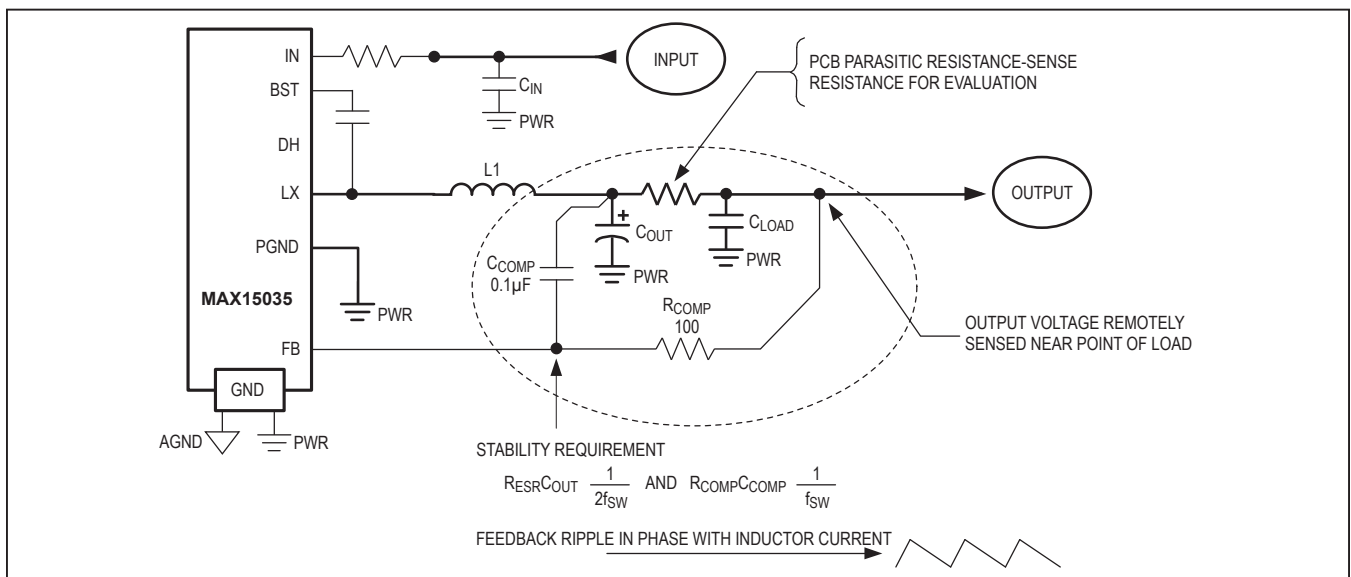 IN
INPUT
PCB PARASITIC RESISTANCE-SENSE
RESISTANCE FOR EVALUATION
CIN
BST
PWR
DH
L1
LX
OUTPUT
+
COUT
CLOAD
PGND
PWR
PWR
CCOMP
0.1µF
MAX15035
PWR
RCOMP
100
OUTPUT VOLTAGE REMOTELY
SENSED NEAR POINT OF LOAD
FB
GND
AGND
PWR
STABILITY REQUIREMENT
RESRCOUT 1/2fSW AND RCOMPCCOMP 1/fSW
FEEDBACK RIPPLE IN PHASE WITH INDUCTOR CURRENT